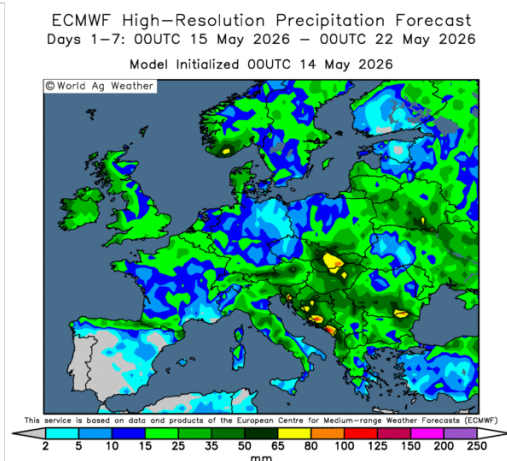 ECMWF High-Resolution Precipitation Forecast
Days 1-7: 00UTC 15 May 2026 - 00UTC 22 May 2026
Model Initialized 00UTC 14 May 2026
© World Ag Weather
This service is based on data and products of the European Centre for Medium-range Weather Forecasts (ECMWF)
2 5 10 15 25 35 50 65 80 100 125 150 200 250
mm